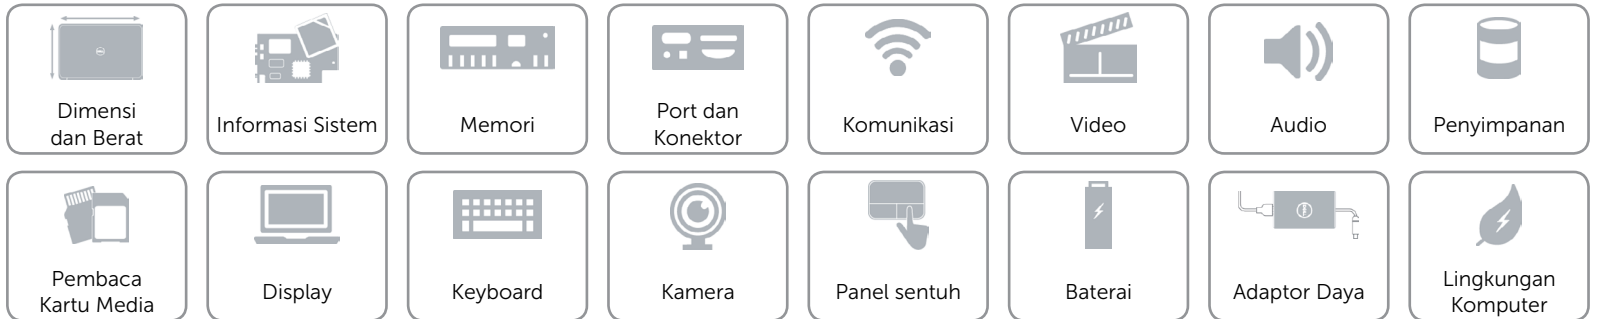 Dimensi
dan Berat
Informasi Sistem
Memori
Port dan
Konektor
Komunikasi
Video
Audio
Penyimpanan
Pembaca
Kartu Media
Display
Keyboard
Kamera
Panel sentuh
Baterai
Adaptor Daya
Lingkungan
Komputer